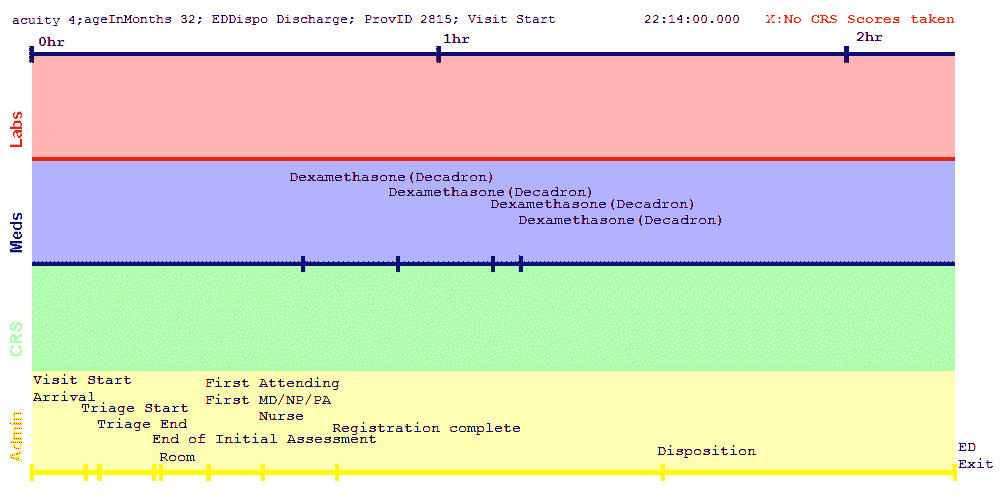 acuity 4;ageInMonths 32; EDDispo Discharge; ProvID 2815; Visit Start 22:14:00.000 X:No CRS Scores taken
0hr 1hr 2hr
Labs
Meds
Dexamethasone(Decadron)
Dexamethasone(Decadron)
Dexamethasone(Decadron)
Dexamethasone(Decadron)
CRS
Admin
Visit Start First Attending
Arrival First MD/NP/PA
Triage Start Nurse
Triage End Registration complete
End of Initial Assessment
Room Disposition
ED
Exit